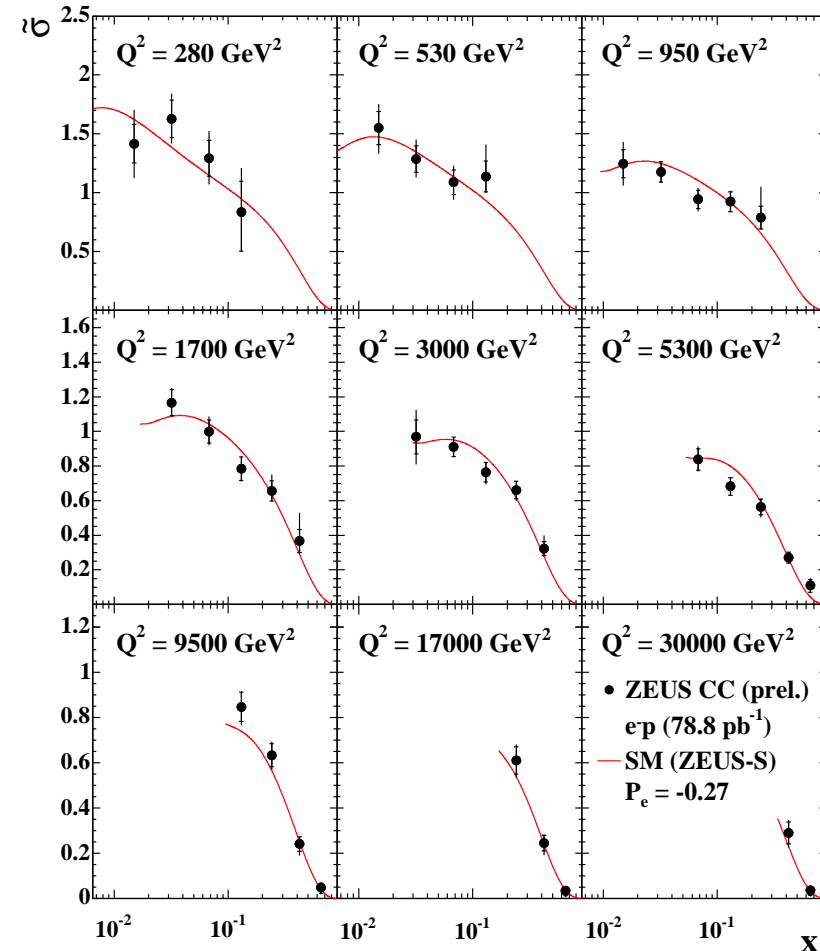 σ̃
2.5
2
1.5
1
0.5
Q² = 280 GeV²
Q² = 530 GeV²
Q² = 950 GeV²
1.6
1.4
1.2
1
0.8
0.6
0.4
0.2
Q² = 1700 GeV²
Q² = 3000 GeV²
Q² = 5300 GeV²
1.2
1
0.8
0.6
0.4
0.2
0
Q² = 9500 GeV²
Q² = 17000 GeV²
Q² = 30000 GeV²
ZEUS CC (prel.)
e⁻p (78.8 pb⁻¹)
SM (ZEUS-S)
Pₑ = -0.27
10⁻² 10⁻¹ 10⁻² 10⁻¹ 10⁻² 10⁻¹ x